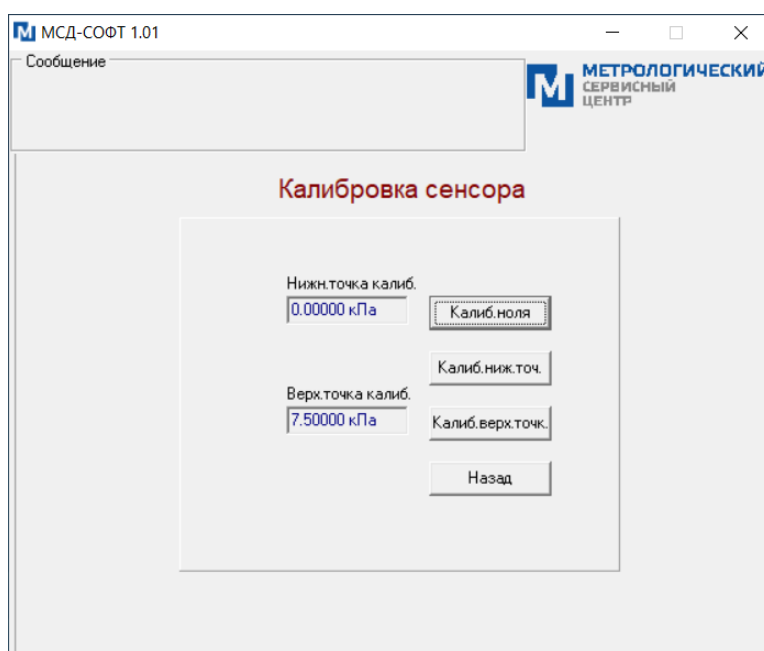 МСД-СОФТ 1.01
Сообщение
МЕТРОЛОГИЧЕСКИЙ
СЕРВИСНЫЙ
ЦЕНТР
Калибровка сенсора
Нижн.точка калиб.
0.00000 кПа
Калиб.ноля
Калиб.ниж.точ.
Верх.точка калиб.
7.50000 кПа
Калиб.верх.точк.
Назад